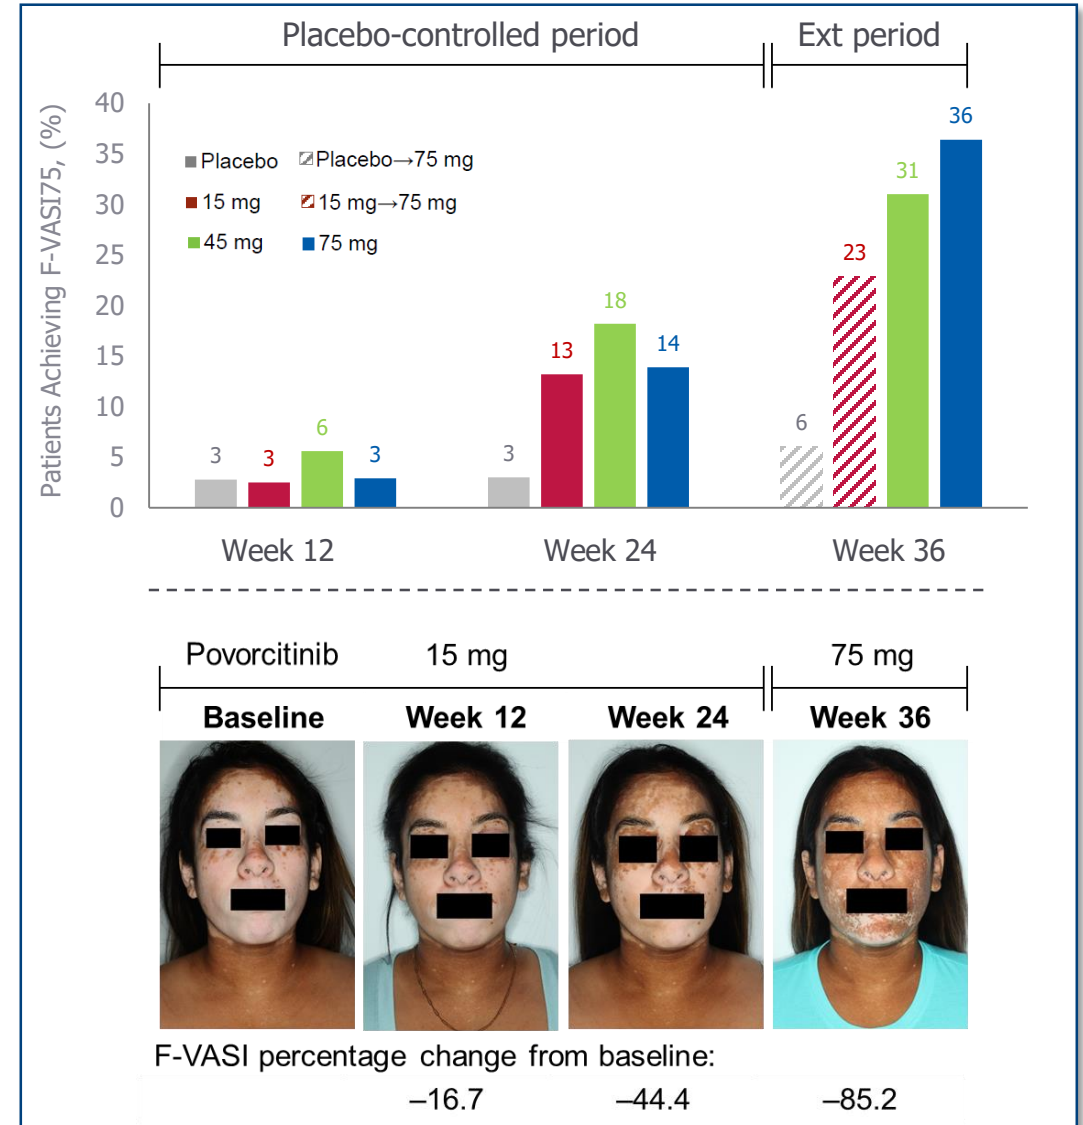 Placebo-controlled period Ext period
40
35
30
25
20
15
10
5
0
Patients Achieving F-VASI75, (%)
Placebo Placebo→75 mg
15 mg 15 mg→75 mg
45 mg 75 mg
3 3 6 3
3 13 18 14
6 23 31 36
Week 12 Week 24 Week 36
Povorcitinib 15 mg 75 mg
Baseline Week 12 Week 24 Week 36
F-VASI percentage change from baseline:
–16.7 –44.4 –85.2